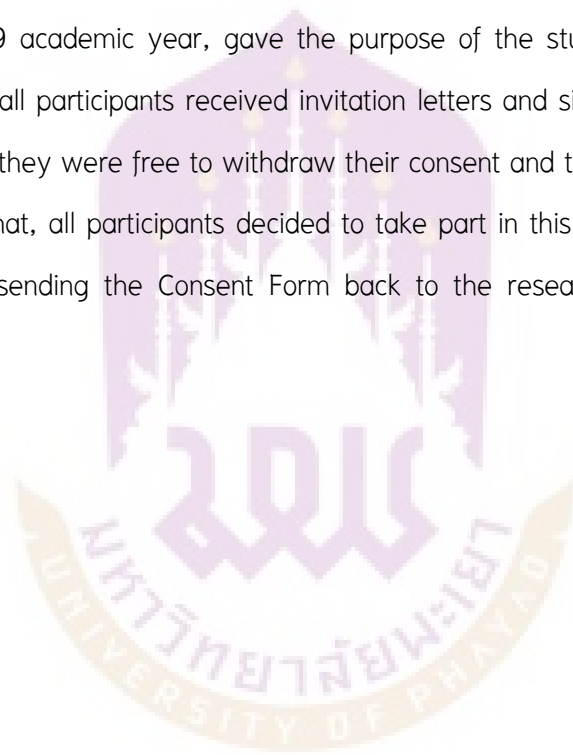 9 academic year, gave the purpose of the stu
all participants received invitation letters and si
they were free to withdraw their consent and t
nat, all participants decided to take part in this
sending the Consent Form back to the resea
มหาวิทยาลัยพะเยา
UNIVERSITY OF PHAYAO